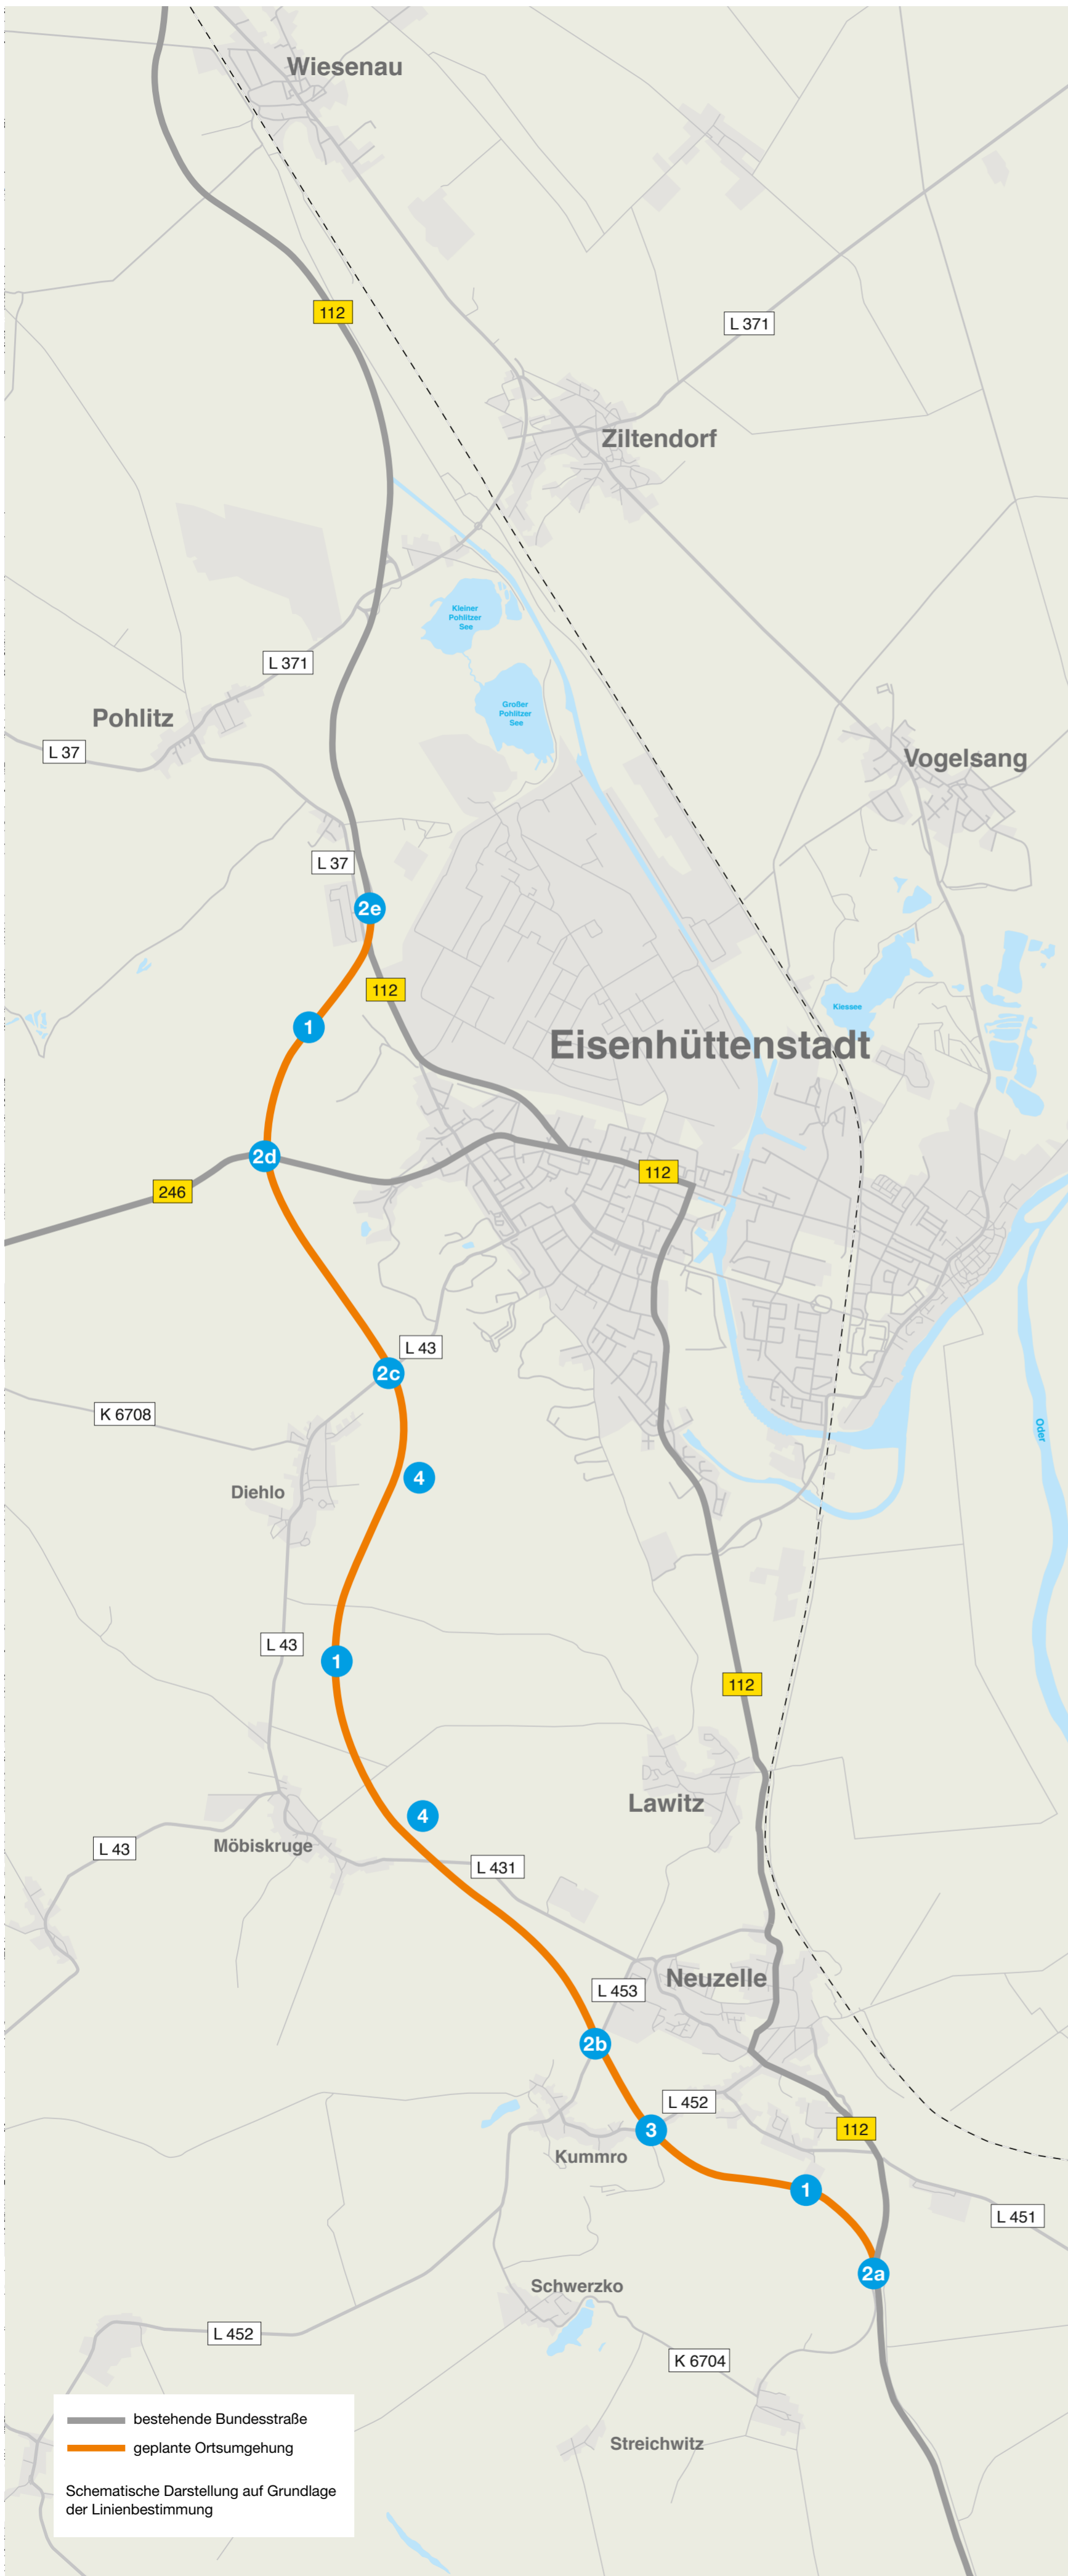 Wiesenau
112
L 371
Ziltendorf
Kleiner
Pohlitzer
See
L 371
Großer
Pohlitzer
See
Pohlitz
L 37
Vogelsang
L 37
2e
112
Kiessee
1
Eisenhüttenstadt
2d
112
246
L 43
2c
K 6708
Oder
4
Diehlo
L 43
1
112
Lawitz
4
Möbiskruge
L 43
L 431
Neuzelle
L 453
2b
L 452
3
112
Kummro
1
L 451
2a
Schwerzko
L 452
K 6704
Streichwitz
bestehende Bundesstraße
geplante Ortsumgehung
Schematische Darstellung auf Grundlage
der Linienbestimmung